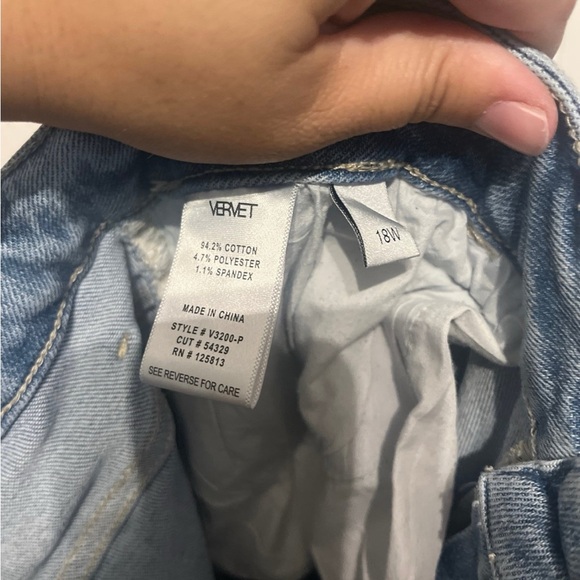 VERVET
94.2% COTTON
4.7% POLYESTER
1.1% SPANDEX
MADE IN CHINA
STYLE # V3200-P
CUT # 54329
RN # 125813
SEE REVERSE FOR CARE
18W